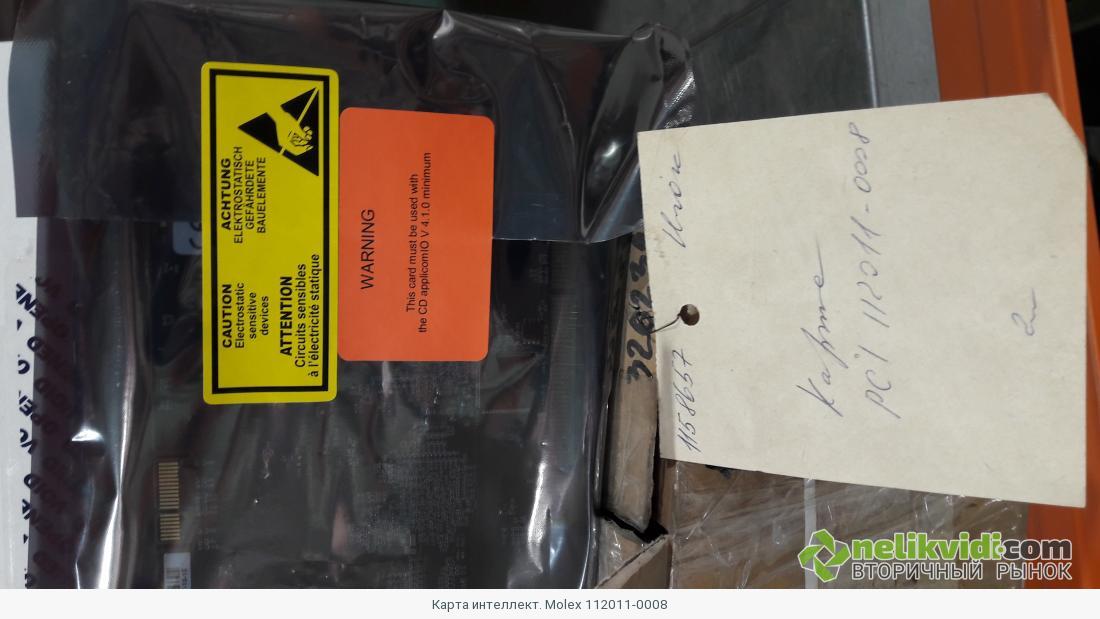 CAUTION
Electrostatic
sensitive
devices
ACHTUNG
ELEKTROSTATISCH
GEFÄHRDETE
BAUELEMENTE
ATTENTION
Circuits sensibles
à l'électricité statique
WARNING
This card must be used with
the CD applicomIO V 4.1.0 minimum
11586657
Карта
PCI 112011-0008
nelikvidi.com
ВТОРИЧНЫЙ РЫНОК
Карта интеллект. Molex 112011-0008